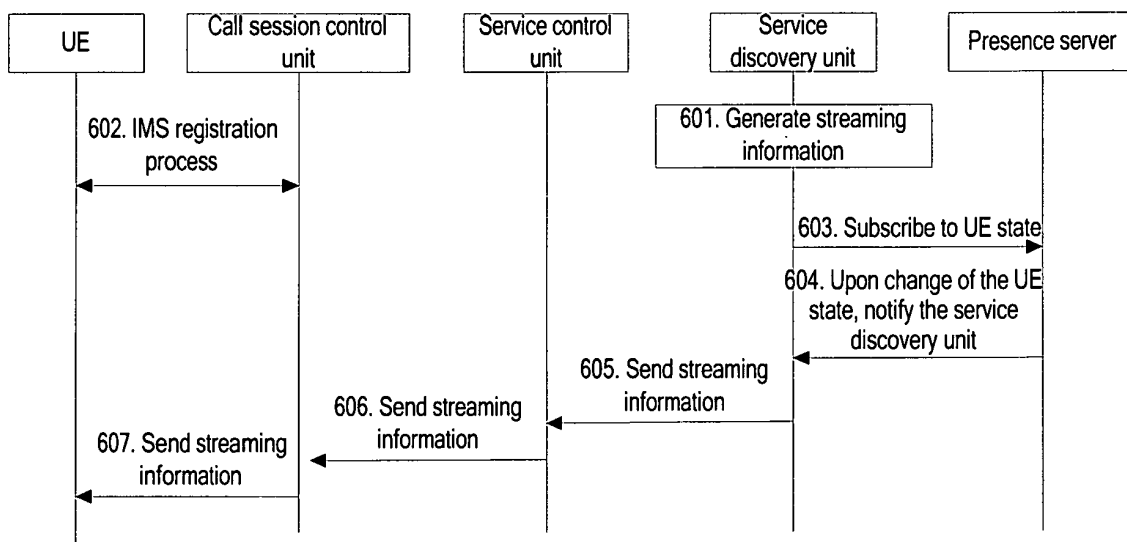 UE
Call session control
unit
Service control
unit
Service
discovery unit
Presence server
601. Generate streaming
information
602. IMS registration
process
603. Subscribe to UE state
604. Upon change of the UE
state, notify the service
discovery unit
605. Send streaming
information
606. Send streaming
information
607. Send streaming
information